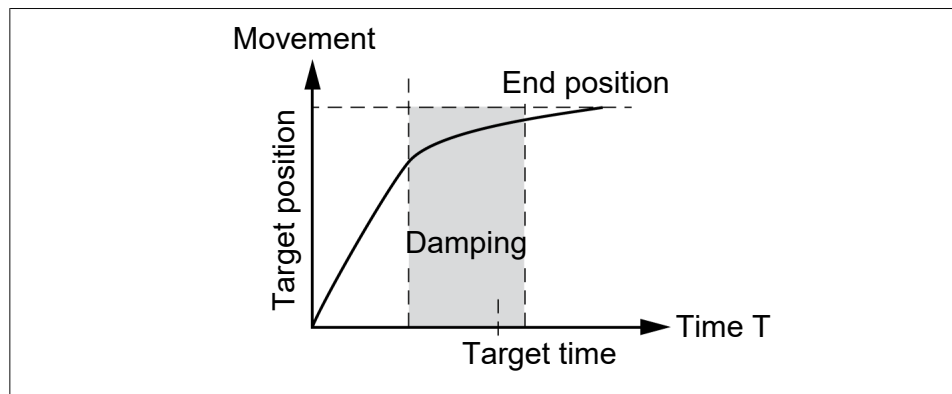 Movement
End position
Target position
Damping
Time T
Target time